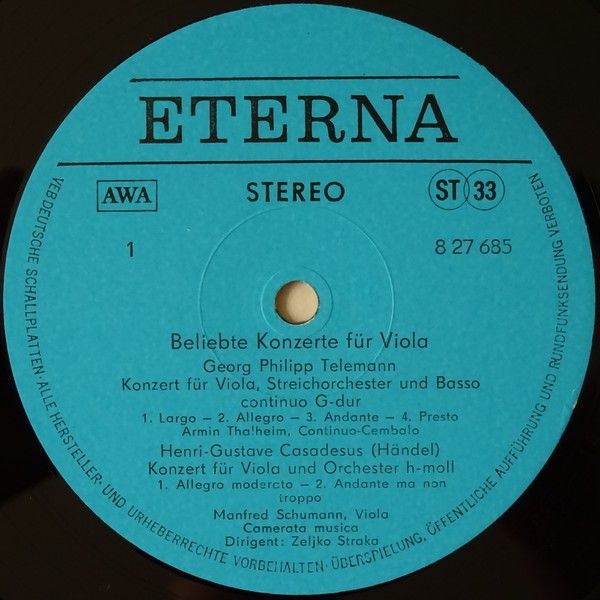 ETERNA
AWA
STEREO
ST 33
1
8 27 685
Beliebte Konzerte für Viola
Georg Philipp Telemann
Konzert für Viola, Streichorchester und Basso
continuo G-dur
1. Largo – 2. Allegro – 3. Andante – 4. Presto
Armin Thalheim, Continuo-Cembalo
Henri-Gustave Casadesus (Händel)
Konzert für Viola und Orchester h-moll
1. Allegro moderato – 2. Andante ma non
troppo
Manfred Schumann, Viola
Camerata musica
Dirigent: Zeljko Straka
VEB DEUTSCHE SCHALLPLATTEN · ALLE HERSTELLER- UND URHEBERRECHTE VORBEHALTEN · ÜBERSPIELUNG, ÖFFENTLICHE AUFFÜHRUNG UND RUNDFUNKSENDUNG VERBOTEN